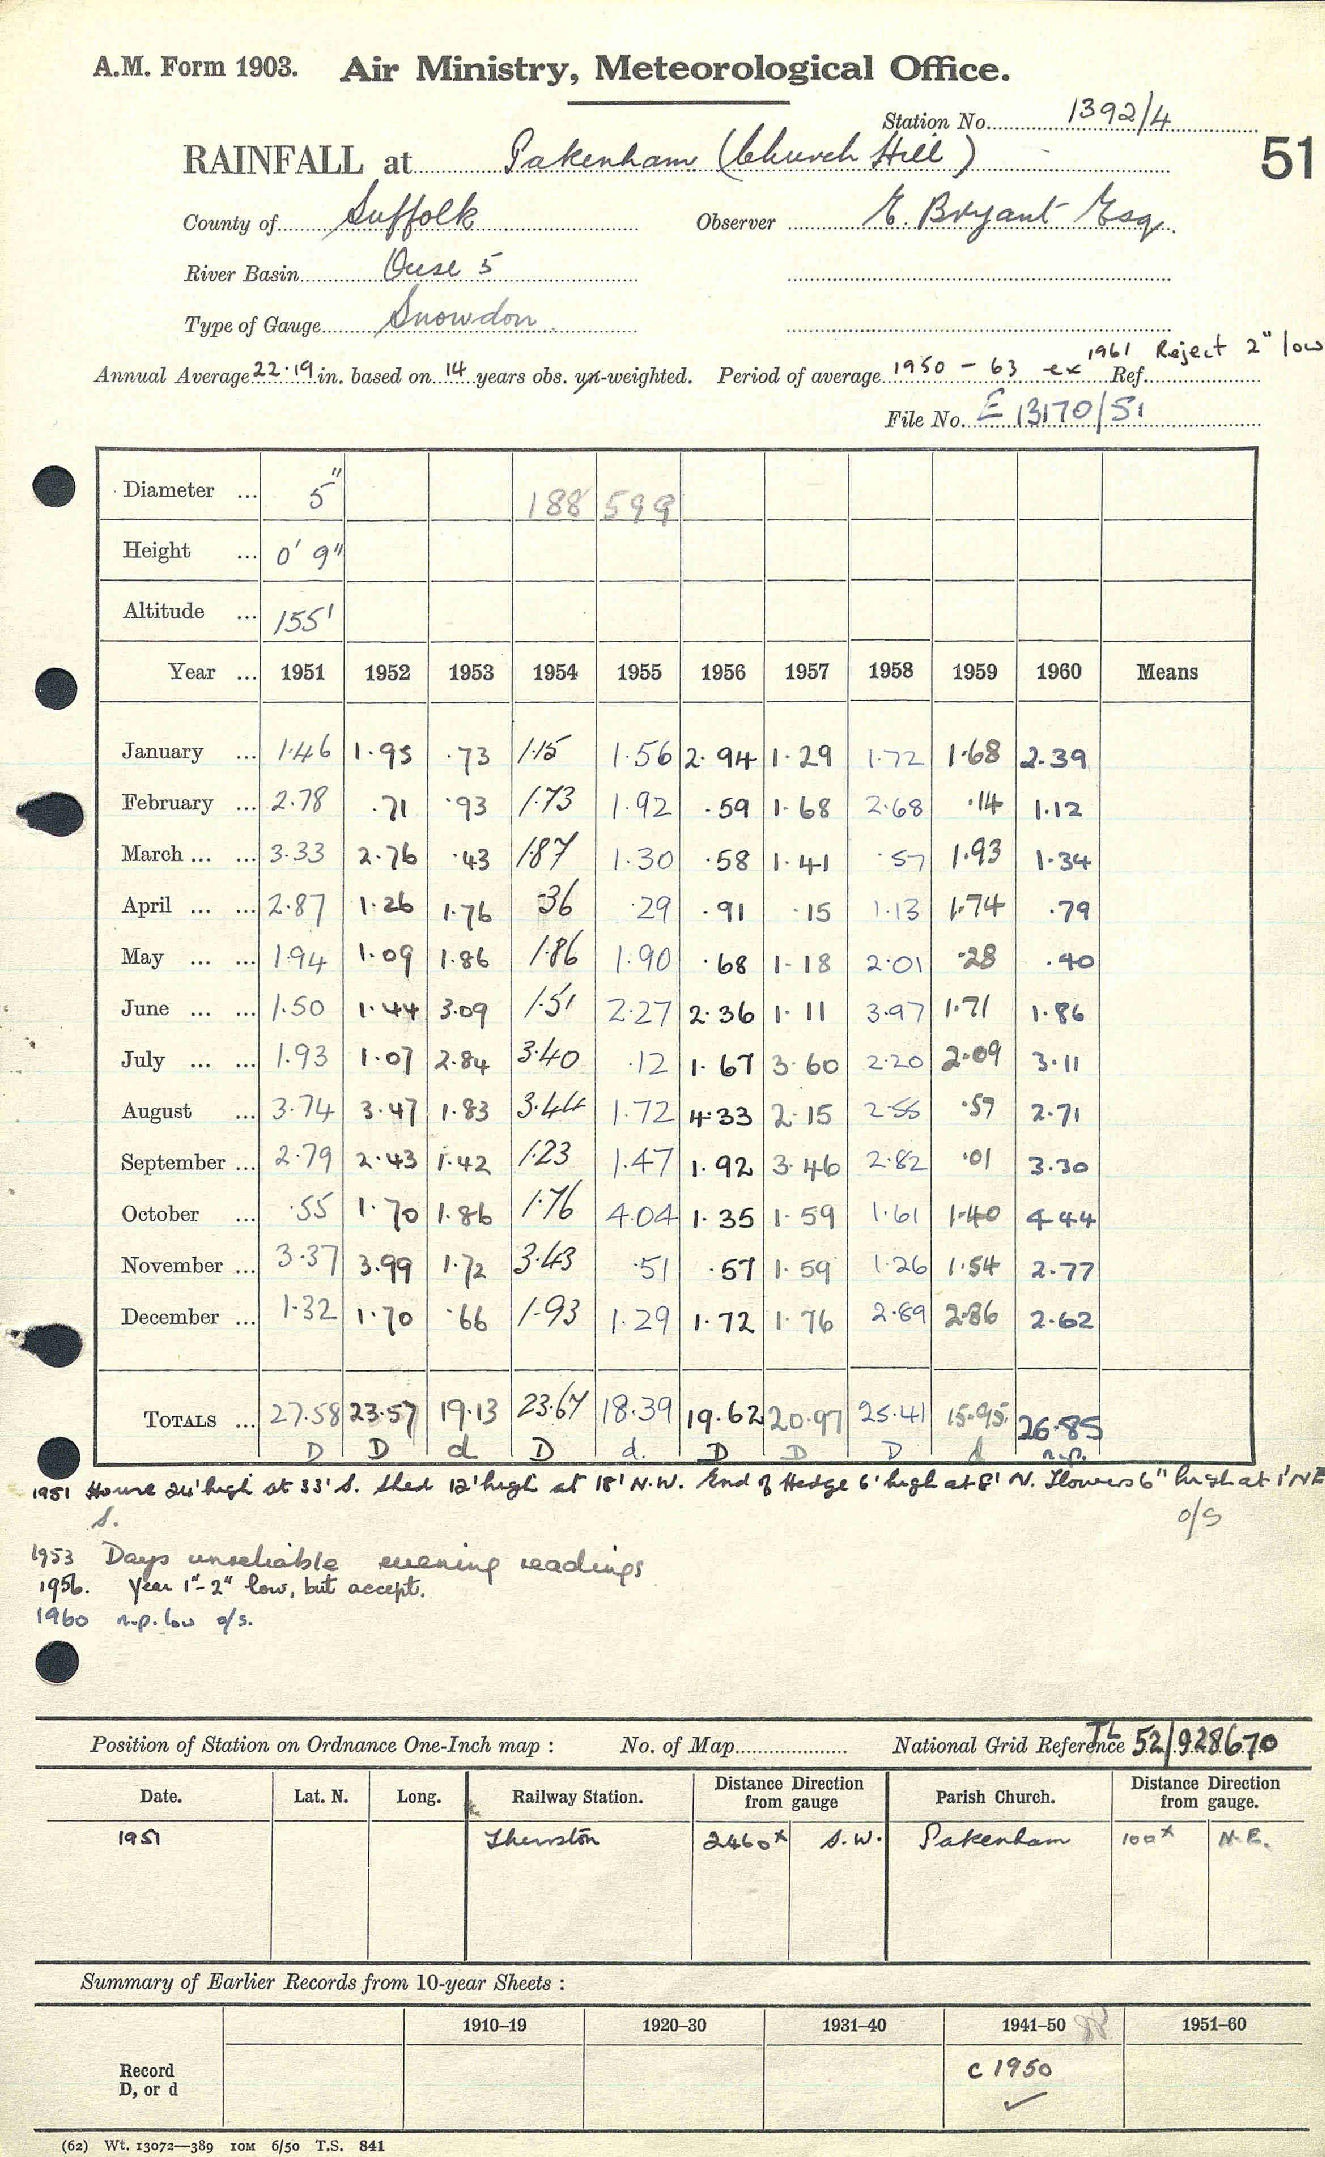 A.M. Form 1903. Air Ministry, Meteorological Office.
Station No. 1392/4
RAINFALL at Pakenham (Church Hill)
51
County of Suffolk Observer E. Bryant Esq.
River Basin Ouse 5
Type of Gauge Snowdon
1961 Reject 2" low
Annual Average 22.19 in. based on 14 years obs. un-weighted. Period of average 1950 - 63 ex Ref.
File No. E 13170/51
Diameter ... 5" 188 599
Height ... 0' 9"
Altitude ... 155'
Year ... 1951 1952 1953 1954 1955 1956 1957 1958 1959 1960 Means
January ... 1.46 1.95 .73 1.15 1.56 2.94 1.29 1.72 1.68 2.39
February ... 2.78 .71 .93 1.73 1.92 .59 1.68 2.68 .14 1.12
March ... ... 3.33 2.76 .43 1.87 1.30 .58 1.41 .57 1.93 1.34
April ... ... 2.87 1.26 1.76 .36 .29 .91 .15 1.13 1.74 .79
May ... ... 1.94 1.09 1.86 1.86 1.90 .68 1.18 2.01 .28 .40
June ... ... 1.50 1.44 3.09 1.51 2.27 2.36 1.11 3.97 1.71 1.86
July ... ... 1.93 1.07 2.84 3.40 .12 1.67 3.60 2.20 2.09 3.11
August ... 3.74 3.47 1.83 3.44 1.72 4.33 2.15 2.55 .57 2.71
September ... 2.79 2.43 1.42 1.23 1.47 1.92 3.46 2.82 .01 3.30
October ... .55 1.70 1.86 1.76 4.04 1.35 1.59 1.61 1.40 4.44
November ... 3.37 3.99 1.72 3.43 .51 .57 1.59 1.26 1.54 2.77
December ... 1.32 1.70 .66 1.93 1.29 1.72 1.76 2.89 2.86 2.62
TOTALS ... 27.58 23.57 19.13 23.67 18.39 19.62 20.97 25.41 15.95 26.85
D D d D d. D D D d n.p.
1951 House 24' high at 33' S. Shed 12' high at 18' N.W. End of Hedge 6' high at 8' N. Flowers 6" high at 1' NE
S. o/s
1953 Days unreliable evening readings
1956. Year 1"-2" low, but accept.
1960 n.p. low o/s.
Position of Station on Ordnance One-Inch map : No. of Map National Grid Reference TL 52/928670
Date. Lat. N. Long. Railway Station. Distance Direction from gauge Parish Church. Distance Direction from gauge.
1951 Thurston 2460x S.W. Pakenham 100x N.E.
Summary of Earlier Records from 10-year Sheets :
1910–19 1920–30 1931–40 1941–50 1951–60
Record
D, or d
c 1950
(62) Wt. 13072—389 10M 6/50 T.S. 841